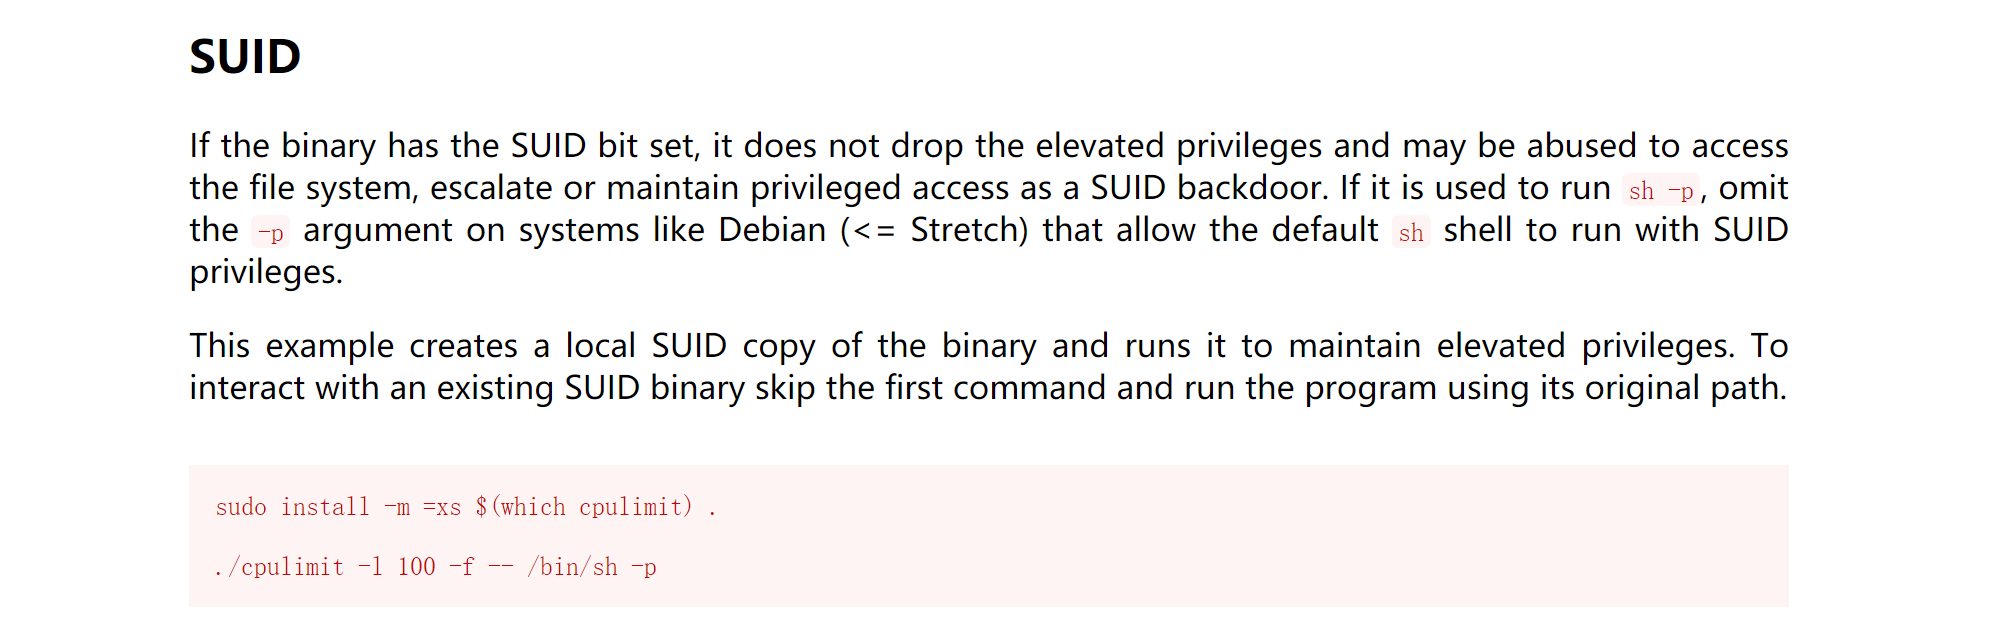 SUID
If the binary has the SUID bit set, it does not drop the elevated privileges and may be abused to access
the file system, escalate or maintain privileged access as a SUID backdoor. If it is used to run sh -p, omit
the -p argument on systems like Debian (<= Stretch) that allow the default sh shell to run with SUID
privileges.
This example creates a local SUID copy of the binary and runs it to maintain elevated privileges. To
interact with an existing SUID binary skip the first command and run the program using its original path.
sudo install -m =xs $(which cpulimit) .
./cpulimit -l 100 -f -- /bin/sh -p